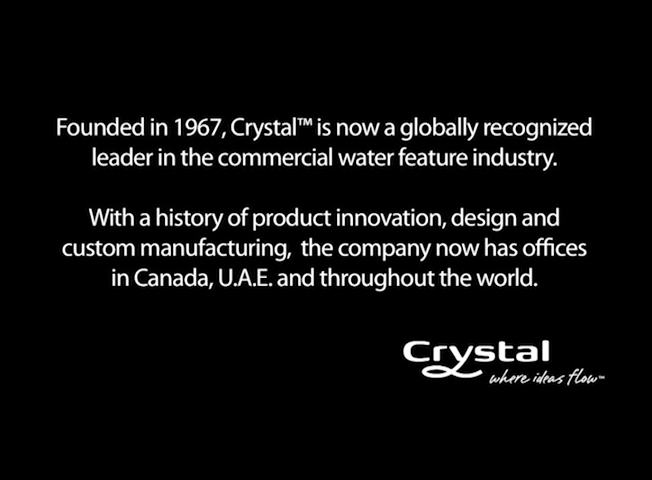 Founded in 1967, Crystal™ is now a globally recognized
leader in the commercial water feature industry.
With a history of product innovation, design and
custom manufacturing,  the company now has offices
in Canada, U.A.E. and throughout the world.
Crystal
where ideas flow™